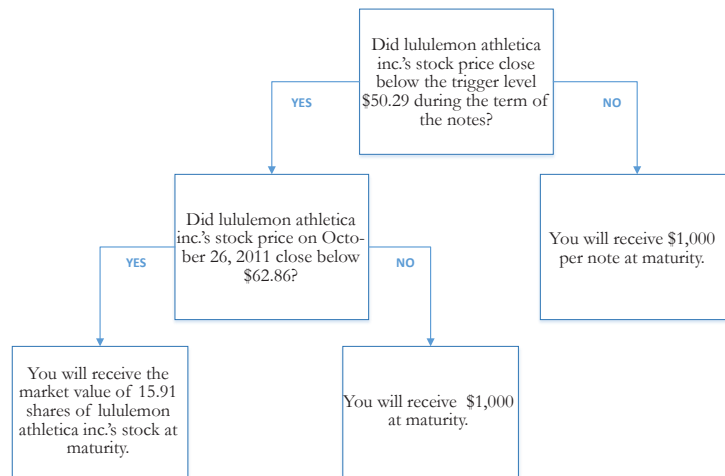 Did lululemon athletica
inc.'s stock price close
below the trigger level
$50.29 during the term of
the notes?
YES
NO
Did lululemon athletica
inc.'s stock price on Octo-
ber 26, 2011 close below
$62.86?
You will receive $1,000
per note at maturity.
YES
NO
You will receive the
market value of 15.91
shares of lululemon
athletica inc.'s stock at
maturity.
You will receive $1,000
at maturity.